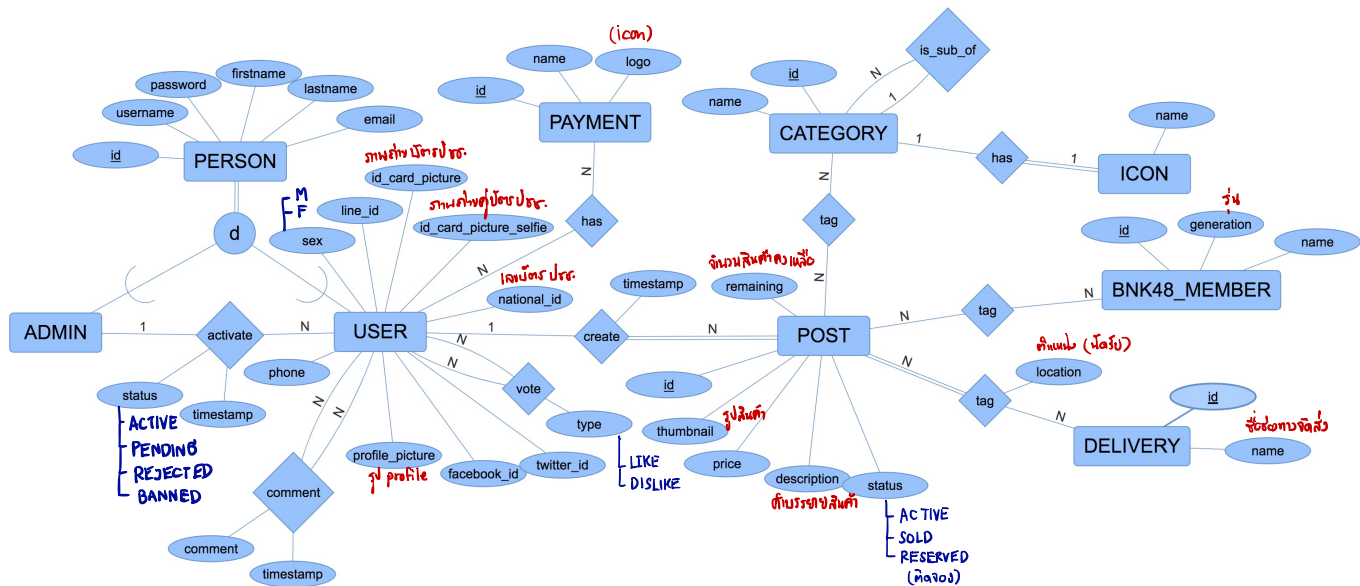 (icon)
is_sub_of
name
logo
firstname
id
password
lastname
N
1
username
email
id
PAYMENT
name
CATEGORY
name
id
PERSON
1
has
1
ICON
ภาพถ่ายบัตร ปชช.
id_card_picture
N
N
M
F
line_id
ภาพถ่ายคู่บัตร ปชช.
id_card_picture_selfie
has
tag
รุ่น
generation
id
name
d
sex
N
เลขบัตร ปชช.
national_id
จำนวนสินค้าคงเหลือ
remaining
timestamp
N
BNK48_MEMBER
tag
N
N
ADMIN
1
activate
N
USER
1
create
N
POST
ตำแหน่ง (นัดรับ)
location
phone
N
N
vote
id
N
tag
N
id
status
timestamp
N
N
type
thumbnail
รูปสินค้า
DELIVERY
ชื่อช่องทางจัดส่ง
name
ACTIVE
PENDING
REJECTED
BANNED
profile_picture
รูป profile
facebook_id
twitter_id
LIKE
DISLIKE
price
description
คำบรรยายสินค้า
status
comment
ACTIVE
SOLD
RESERVED
(ติดจอง)
comment
timestamp